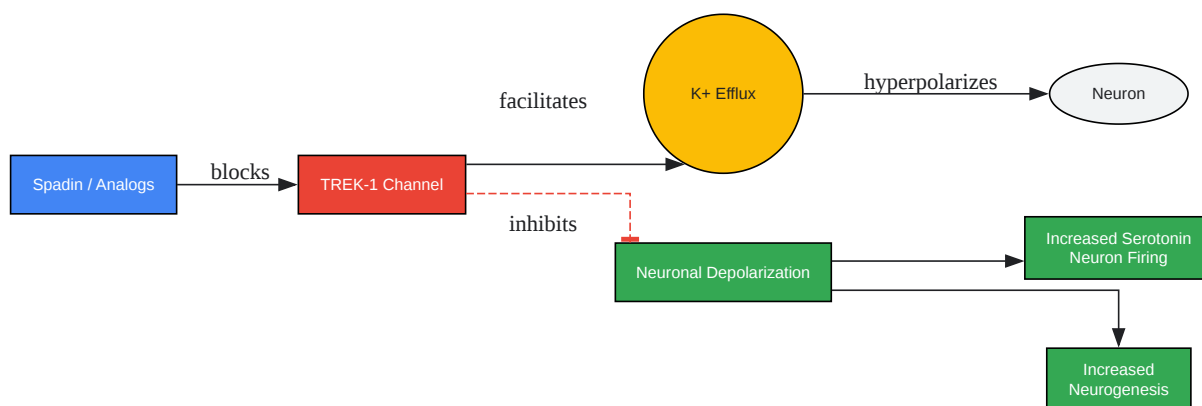 K+ Efflux
hyperpolarizes
Neuron
facilitates
Spadin / Analogs
blocks
TREK-1 Channel
inhibits
Neuronal Depolarization
Increased Serotonin
Neuron Firing
Increased
Neurogenesis